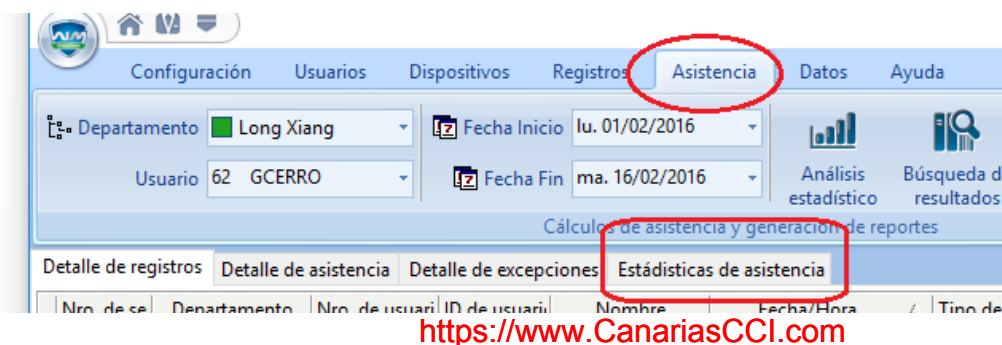 AIM
Configuración Usuarios Dispositivos Registros Asistencia Datos Ayuda
Departamento Long Xiang Fecha Inicio lu. 01/02/2016
Usuario 62 GCERRO Fecha Fin ma. 16/02/2016
Análisis estadístico
Búsqueda d
resultados
Cálculos de asistencia y generación de reportes
Detalle de registros Detalle de asistencia Detalle de excepciones Estádisticas de asistencia
Nro. de se Departamento Nro. de usuari ID de usuari Nombre Fecha/Hora Tipo de
https://www.CanariasCCI.com